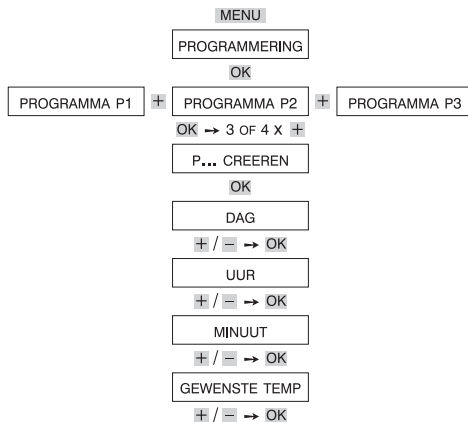 MENU
PROGRAMMERING
OK
PROGRAMMA P1 + PROGRAMMA P2 + PROGRAMMA P3
OK → 3 OF 4 X +
P... CREEREN
OK
DAG
+ / − → OK
UUR
+ / − → OK
MINUUT
+ / − → OK
GEWENSTE TEMP
+ / − → OK